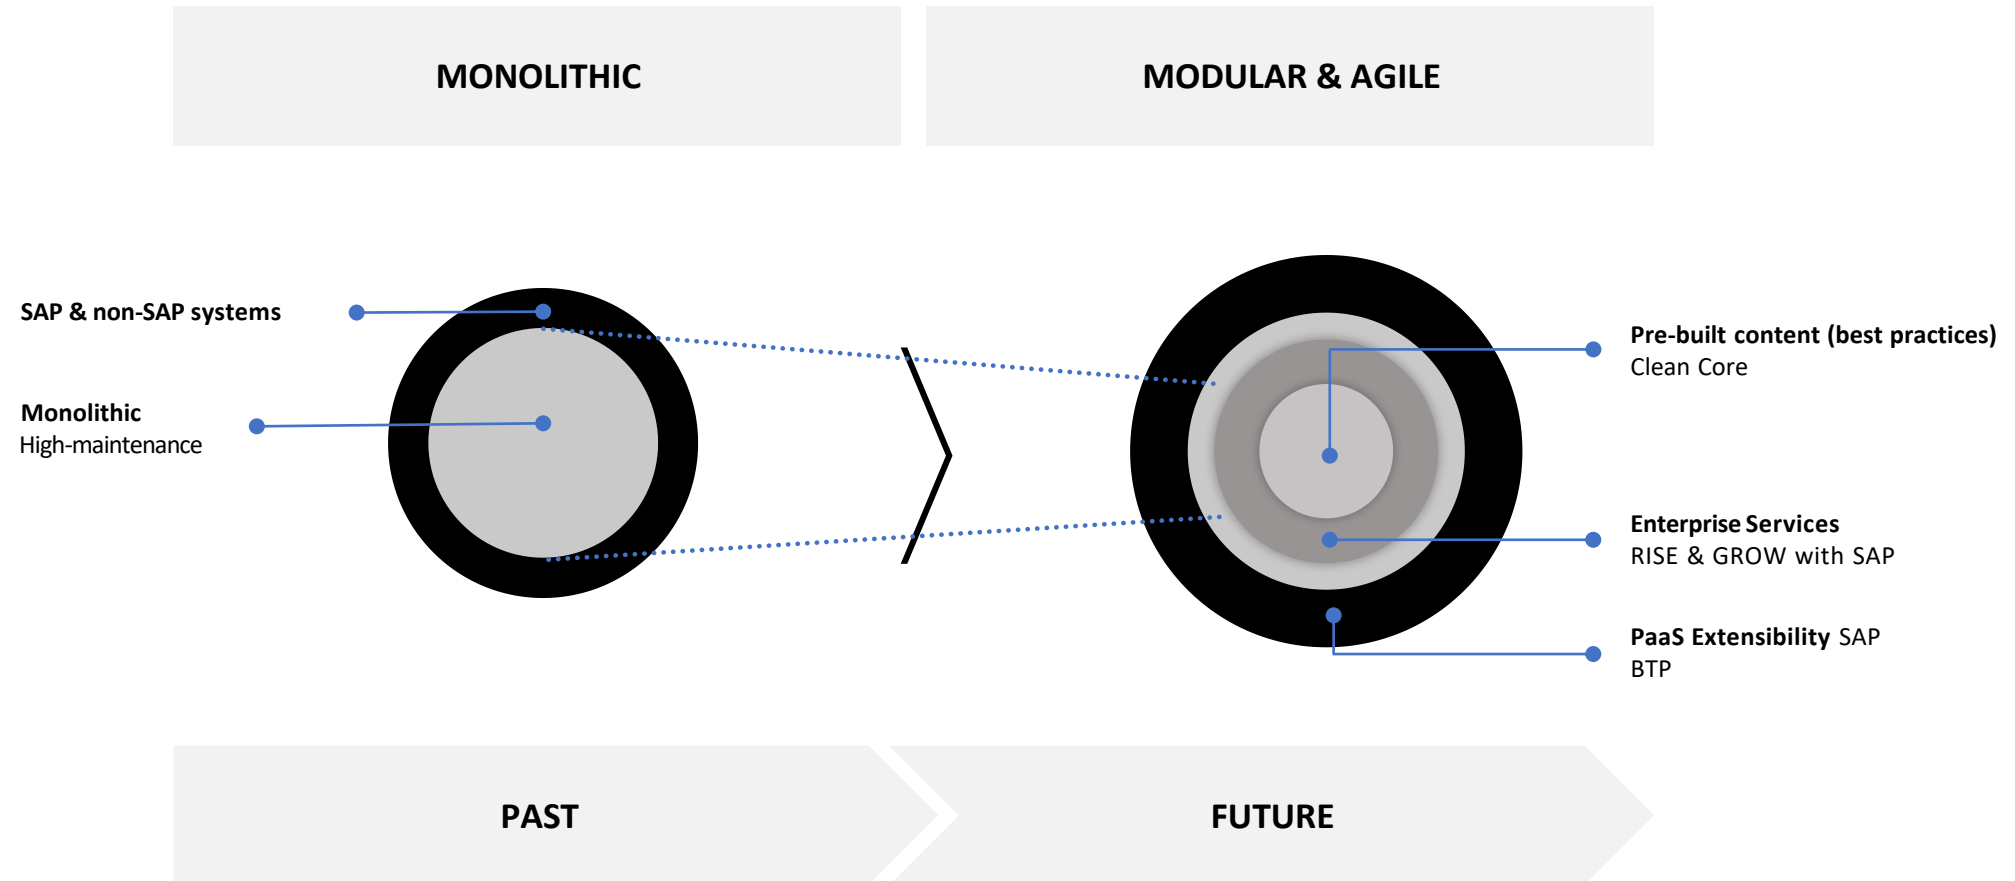 MONOLITHIC
MODULAR & AGILE
SAP & non-SAP systems
Monolithic
High-maintenance
Pre-built content (best practices)
Clean Core
Enterprise Services
RISE & GROW with SAP
PaaS Extensibility SAP
BTP
PAST
FUTURE